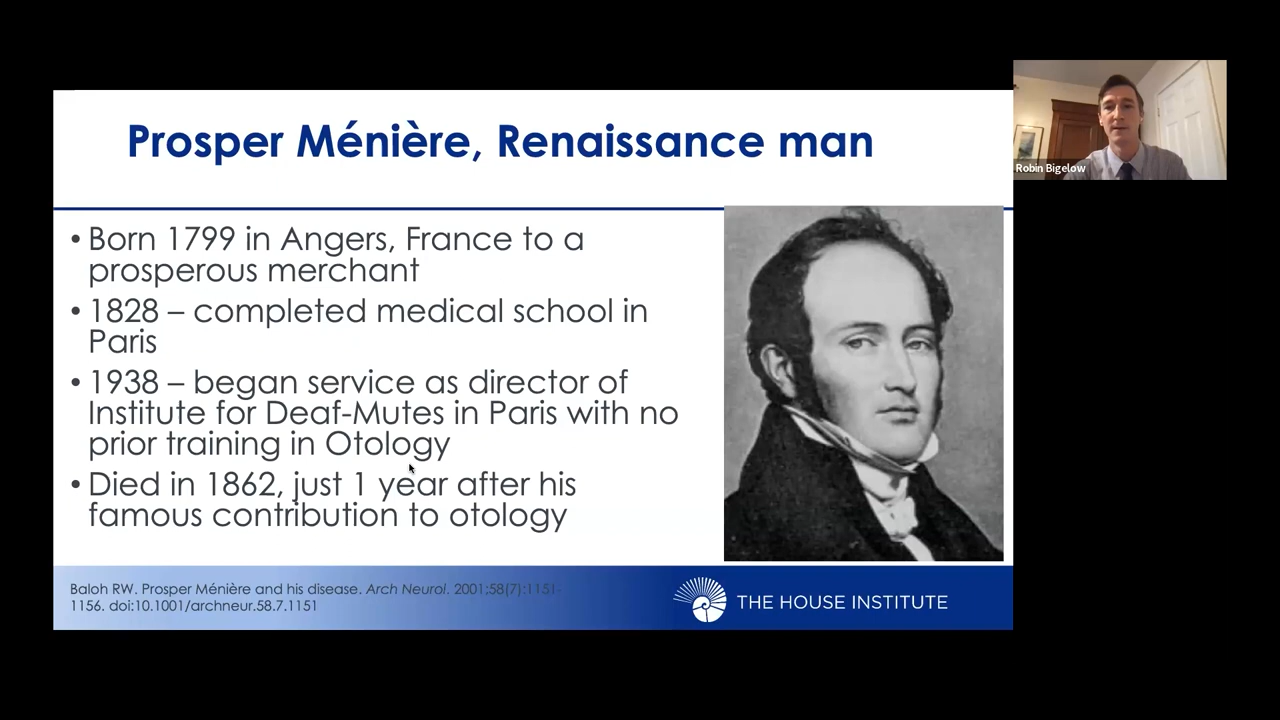 Prosper Ménière, Renaissance man
Robin Bigelow
• Born 1799 in Angers, France to a
prosperous merchant
• 1828 – completed medical school in
Paris
• 1938 – began service as director of
Institute for Deaf-Mutes in Paris with no
prior training in Otology
• Died in 1862, just 1 year after his
famous contribution to otology
Baloh RW. Prosper Ménière and his disease. Arch Neurol. 2001;58(7):1151-
1156. doi:10.1001/archneur.58.7.1151
THE HOUSE INSTITUTE